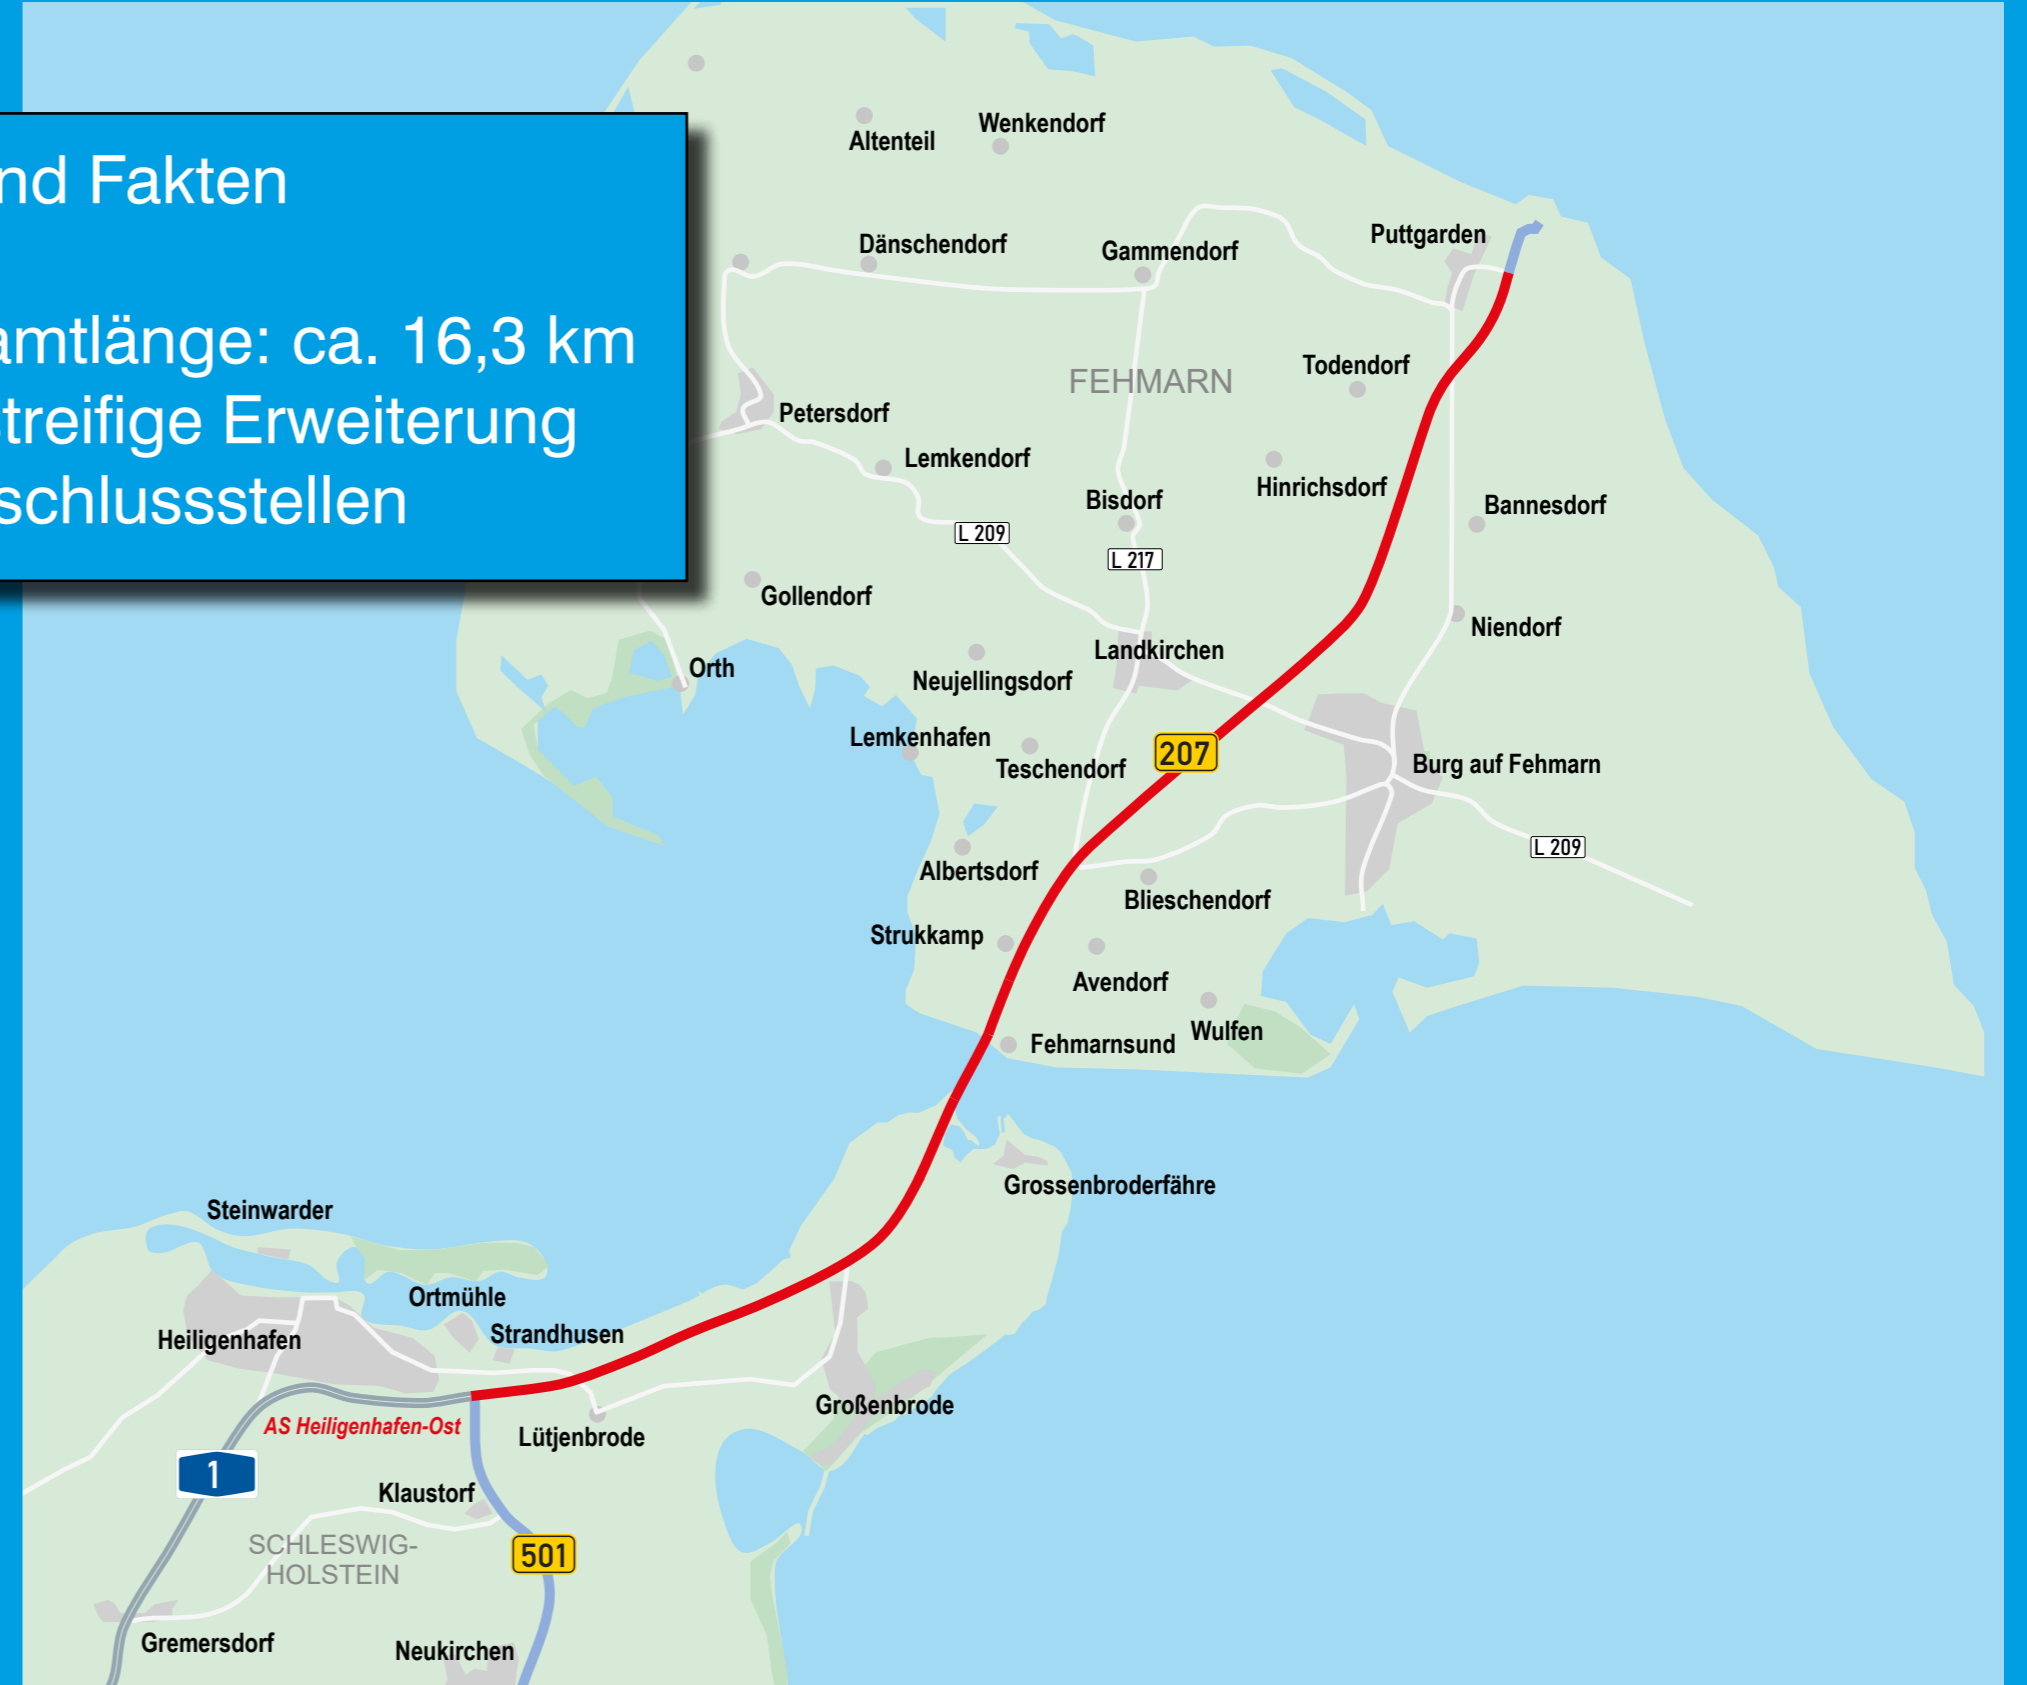 nd Fakten
amtlänge: ca. 16,3 km
streifige Erweiterung
schlussstellen
Altenteil
Wenkendorf
Dänschendorf
Gammendorf
Puttgarden
FEHMARN
Todendorf
Petersdorf
Lemkendorf
Hinrichsdorf
Bisdorf
Bannesdorf
L 209
L 217
Gollendorf
Niendorf
Landkirchen
Orth
Neujellingsdorf
Lemkenhafen
207
Teschendorf
Burg auf Fehmarn
L 209
Albertsdorf
Blieschendorf
Strukkamp
Avendorf
Wulfen
Fehmarnsund
Grossenbroderfähre
Steinwarder
Ortmühle
Strandhusen
Heiligenhafen
Großenbrode
AS Heiligenhafen-Ost
Lütjenbrode
1
Klaustorf
SCHLESWIG-
HOLSTEIN
501
Gremersdorf
Neukirchen